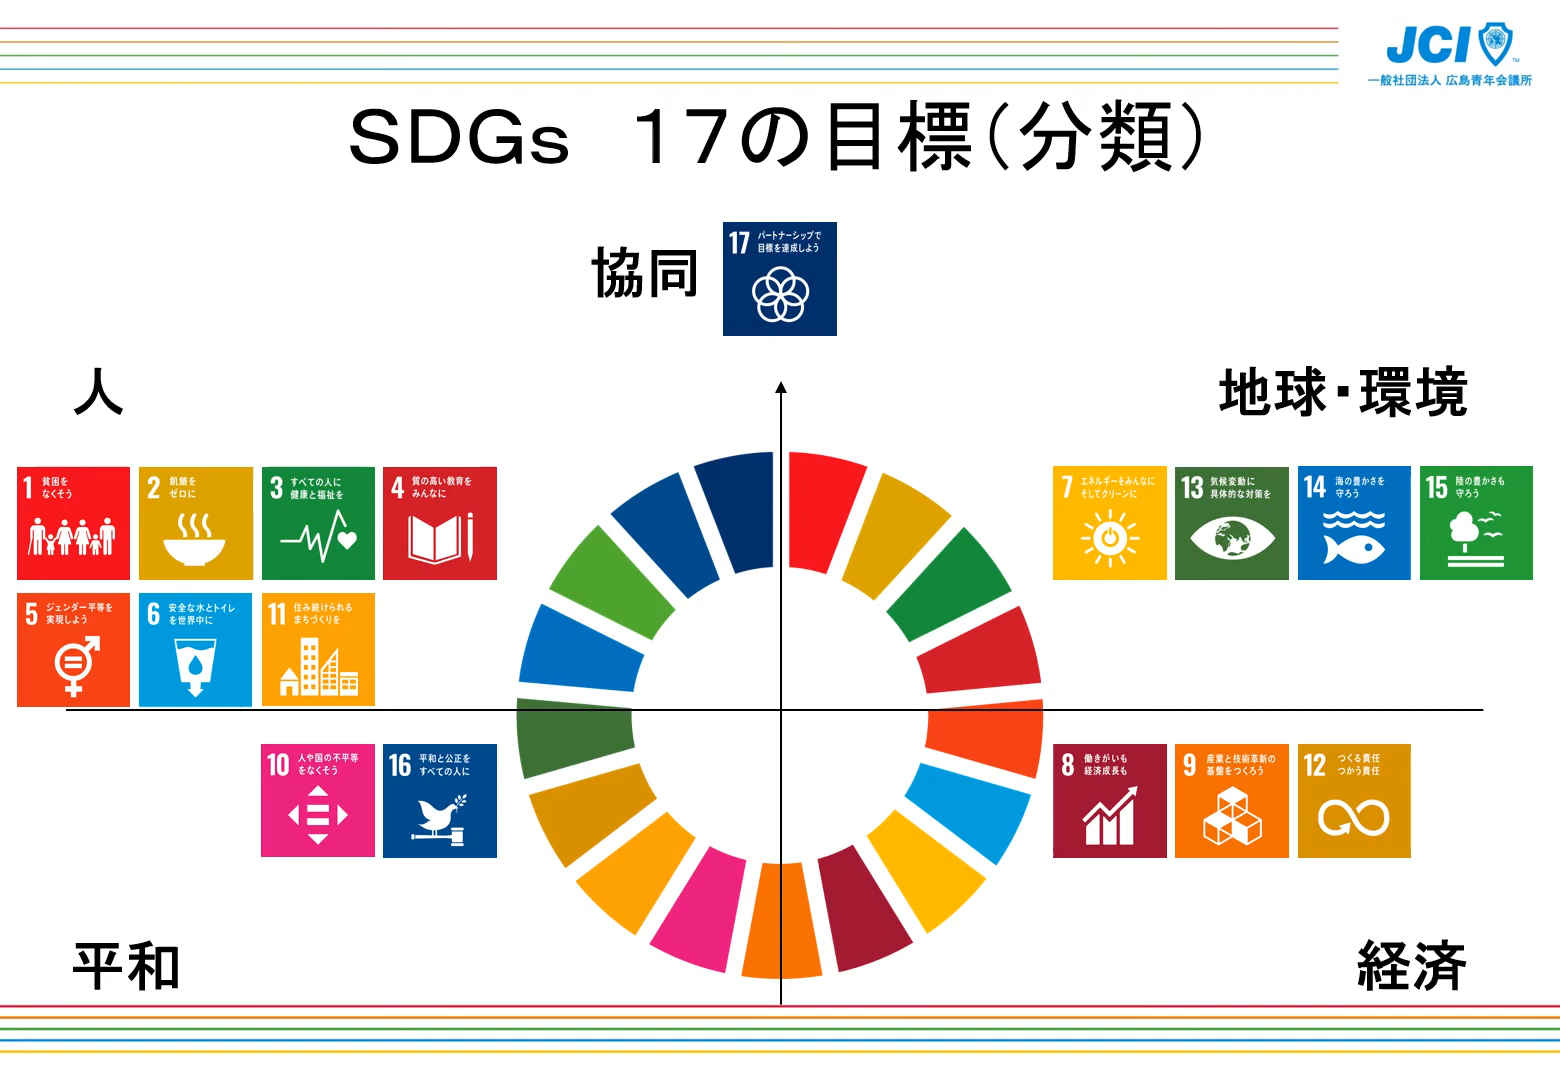 JCI ™
一般社団法人 広島青年会議所
SDGs　17の目標(分類)
協同
17 パートナーシップで
目標を達成しよう
人
地球・環境
1 貧困を
なくそう
2 飢餓を
ゼロに
3 すべての人に
健康と福祉を
4 質の高い教育を
みんなに
7 エネルギーをみんなに
そしてクリーンに
13 気候変動に
具体的な対策を
14 海の豊かさを
守ろう
15 陸の豊かさも
守ろう
5 ジェンダー平等を
実現しよう
6 安全な水とトイレ
を世界中に
11 住み続けられる
まちづくりを
10 人や国の不平等
をなくそう
16 平和と公正を
すべての人に
8 働きがいも
経済成長も
9 産業と技術革新の
基盤をつくろう
12 つくる責任
つかう責任
平和
経済